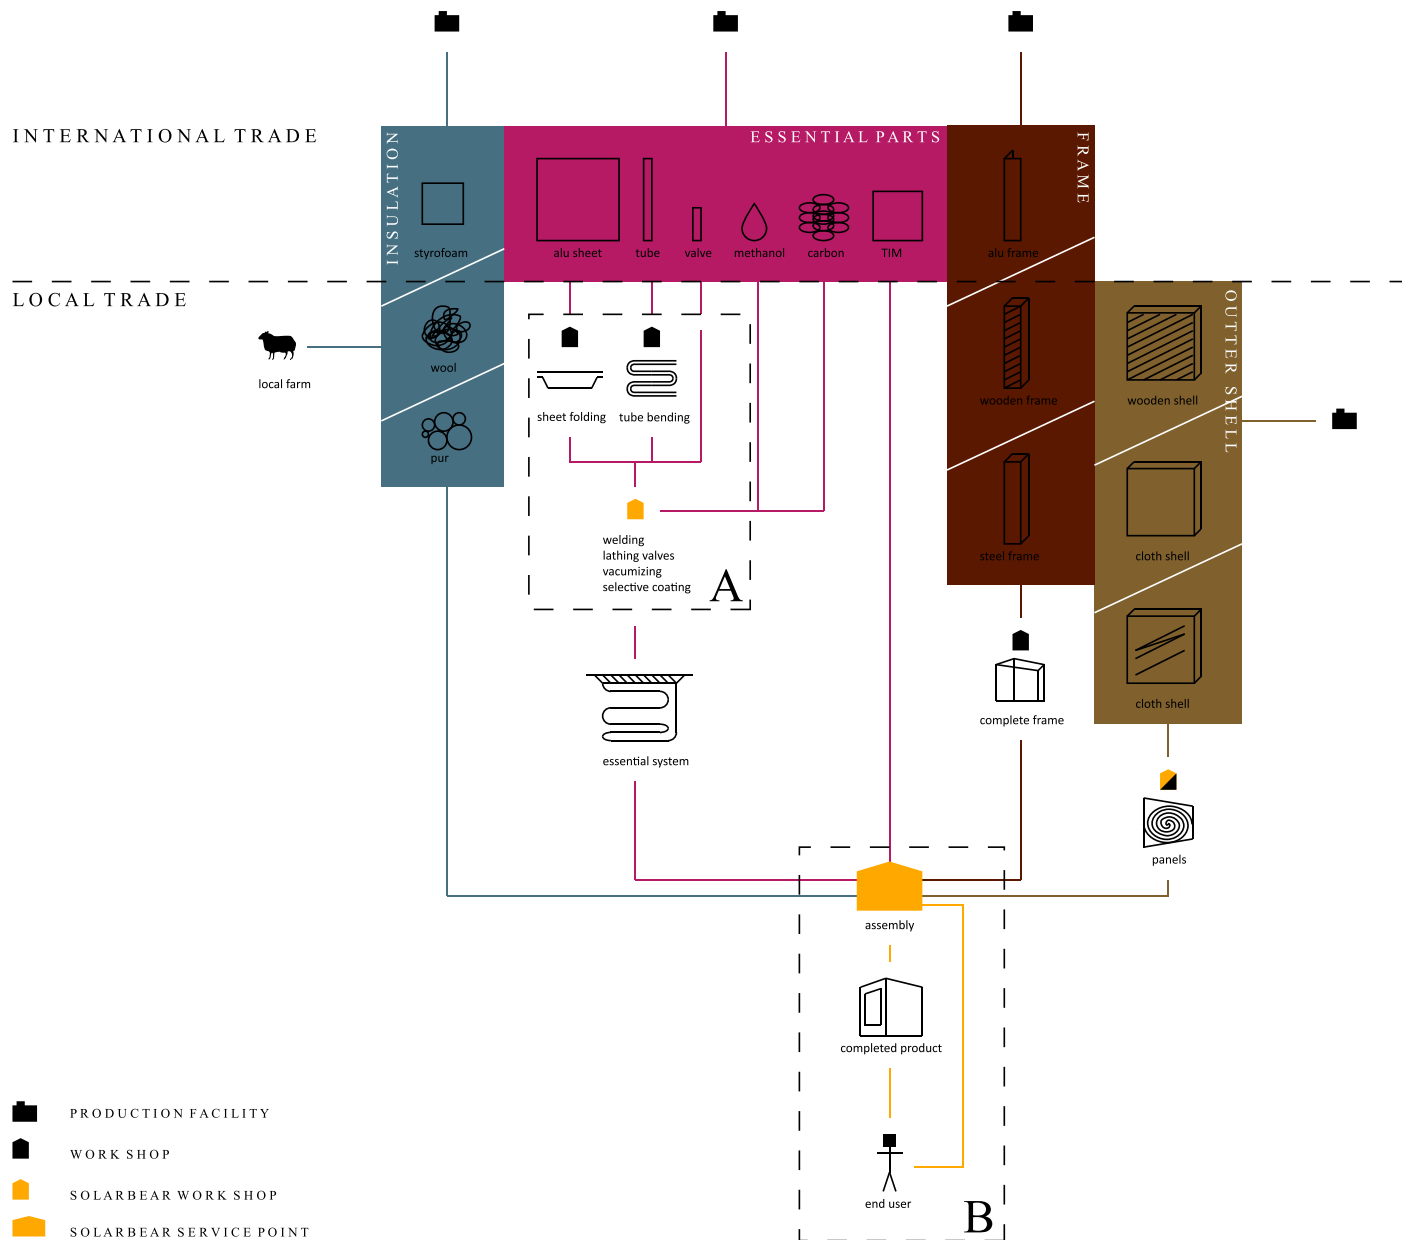 INTERNATIONAL TRADE
INSULATION
ESSENTIAL PARTS
FRAME
styrofoam
alu sheet
tube
valve
methanol
carbon
TIM
alu frame
LOCAL TRADE
OUTTER SHELL
local farm
wool
pur
sheet folding
tube bending
wooden frame
wooden shell
welding
lathing valves
vacumizing
selective coating
A
steel frame
cloth shell
cloth shell
complete frame
essential system
panels
assembly
completed product
end user
B
PRODUCTION FACILITY
WORK SHOP
SOLARBEAR WORK SHOP
SOLARBEAR SERVICE POINT